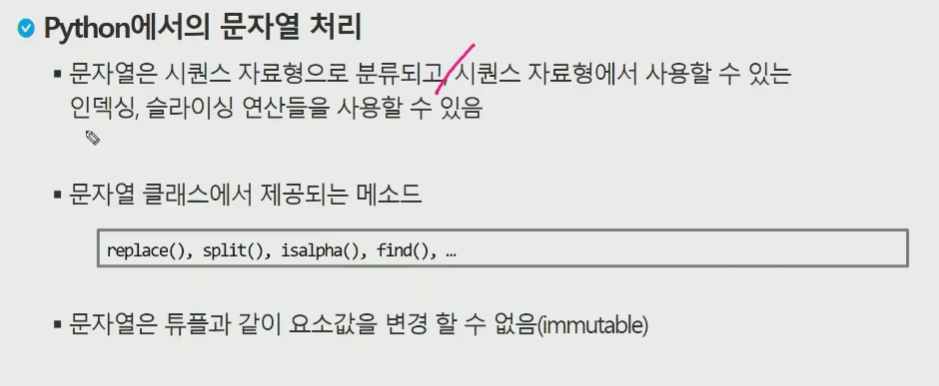 Python에서의 문자열 처리
▪ 문자열은 시퀀스 자료형으로 분류되고, 시퀀스 자료형에서 사용할 수 있는
인덱싱, 슬라이싱 연산들을 사용할 수 있음
▪ 문자열 클래스에서 제공되는 메소드
replace(), split(), isalpha(), find(), …
▪ 문자열은 튜플과 같이 요소값을 변경 할 수 없음(immutable)